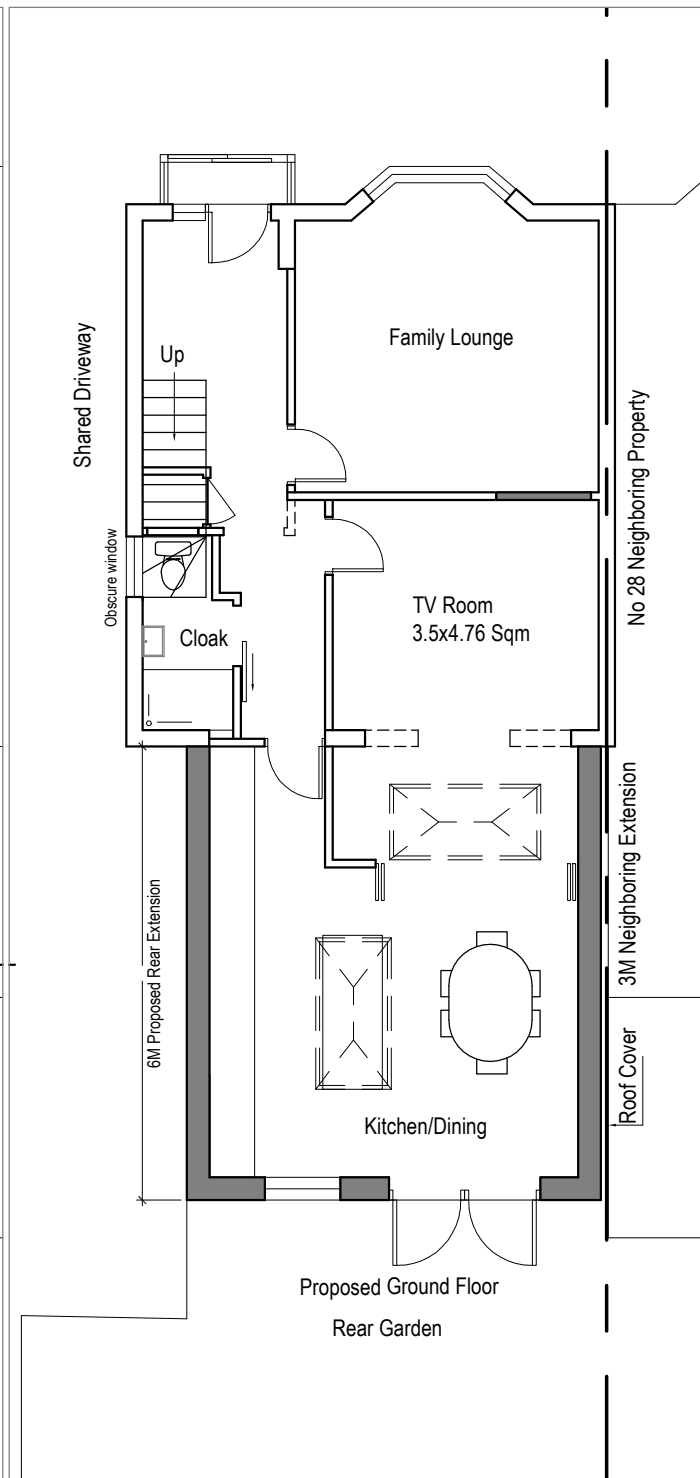 Up
Family Lounge
Shared Driveway
No 28 Neighboring Property
Obscure window
TV Room
3.5x4.76 Sqm
Cloak
3M Neighboring Extension
6M Proposed Rear Extension
Roof Cover
Kitchen/Dining
Proposed Ground Floor
Rear Garden